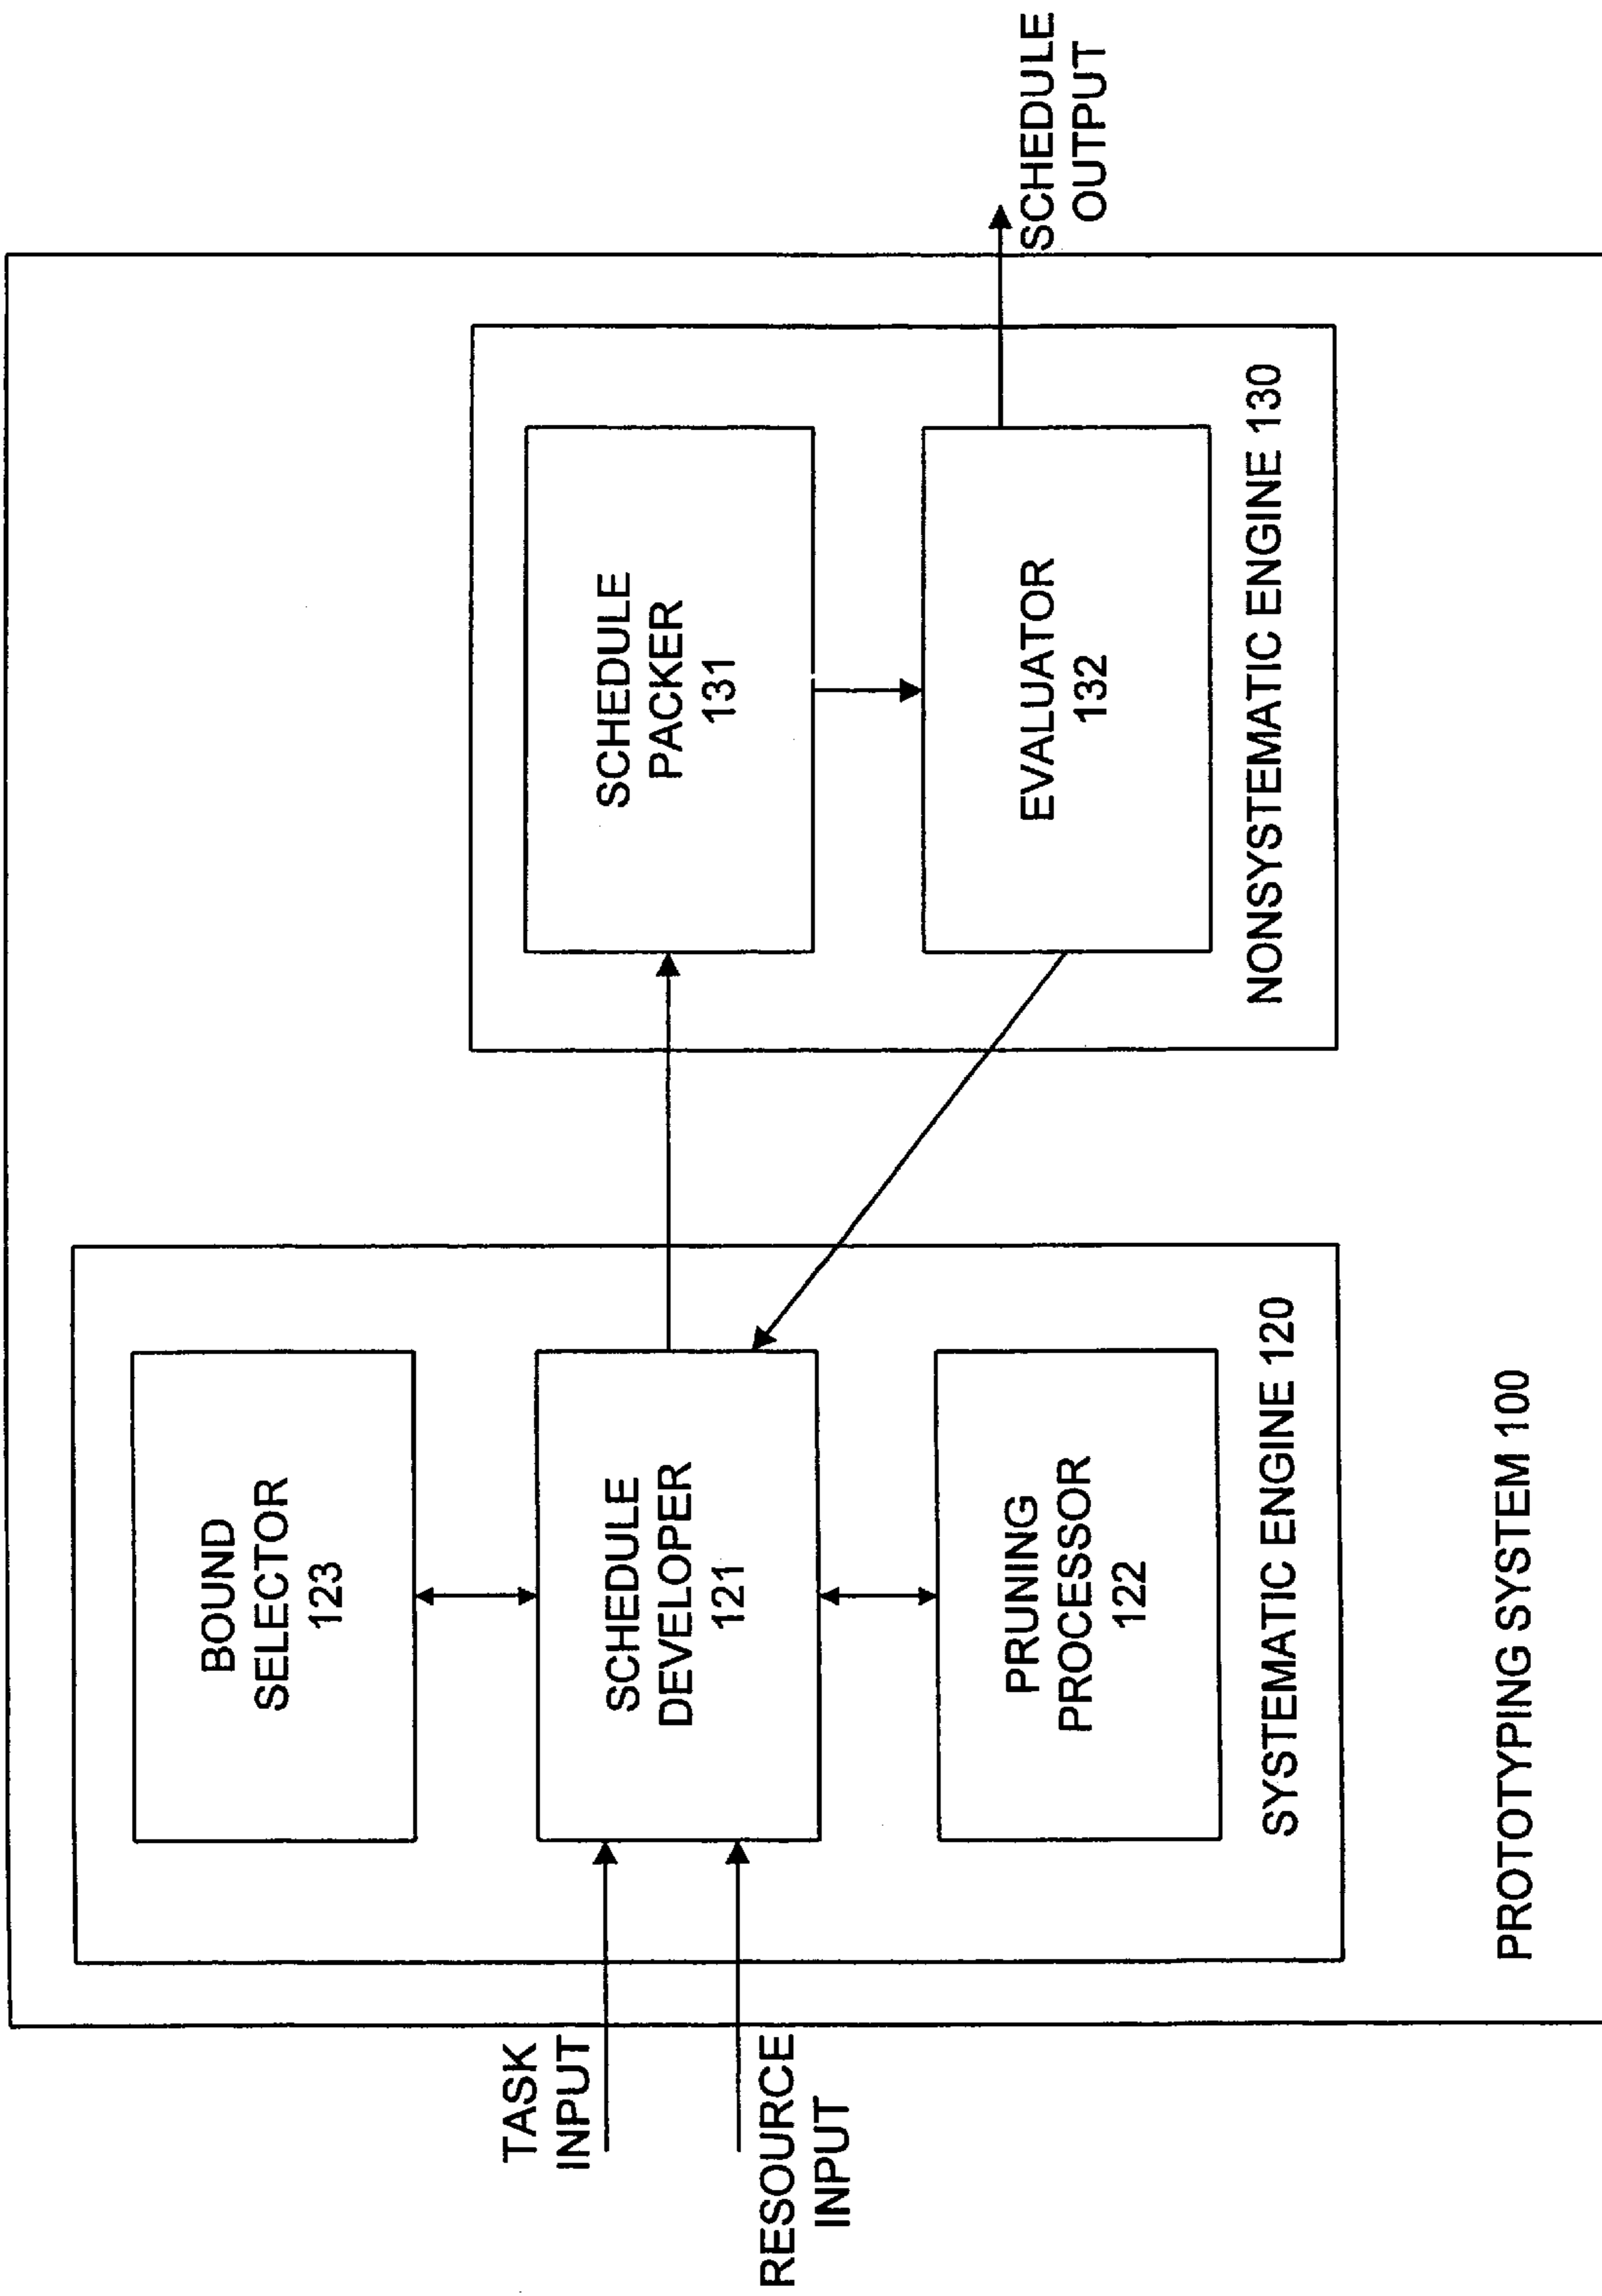 TASK
INPUT
RESOURCE
INPUT
BOUND
SELECTOR
123
SCHEDULE
DEVELOPER
121
PRUNING
PROCESSOR
122
SYSTEMATIC ENGINE 120
SCHEDULE
PACKER
131
EVALUATOR
132
NONSYSTEMATIC ENGINE 130
SCHEDULE
OUTPUT
PROTOTYPING SYSTEM 100